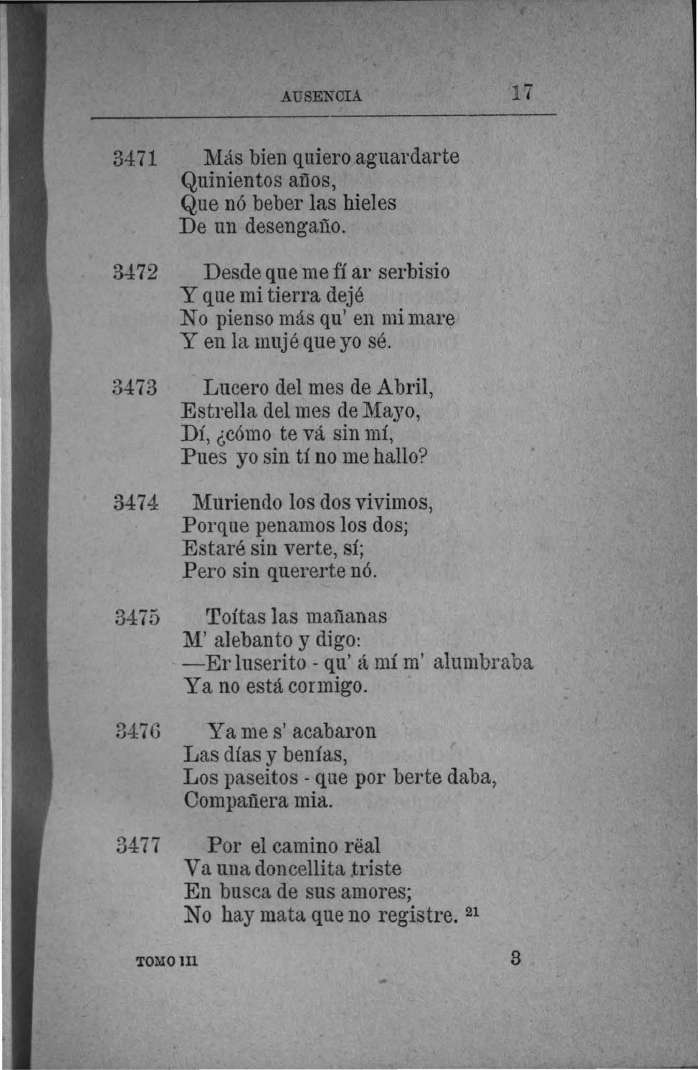 AUSENCIA 17
3471 Más bien quiero aguardarte
Quinientos años,
Que nó beber las hieles
De un desengaño.
3472 Desde que me fí ar serbisio
Y que mi tierra dejé
No pienso más qu' en mi mare
Y en la mujé que yo sé.
3473 Lucero del mes de Abril,
Estrella del mes de Mayo,
Dí, ¿cómo te vá sin mí,
Pues yo sin tí no me hallo?
3474 Muriendo los dos vivimos,
Porque penamos los dos;
Estaré sin verte, sí;
Pero sin quererte nó.
3475 Toítas las mañanas
M' alebanto y digo:
—Er luserito - qu' á mí m' alumbraba
Ya no está cormigo.
3476 Ya me s' acabaron
Las días y benías,
Los paseitos - que por berte daba,
Compañera mia.
3477 Por el camino rëal
Va una doncellita triste
En busca de sus amores;
No hay mata que no registre. 21
TOMO III 3